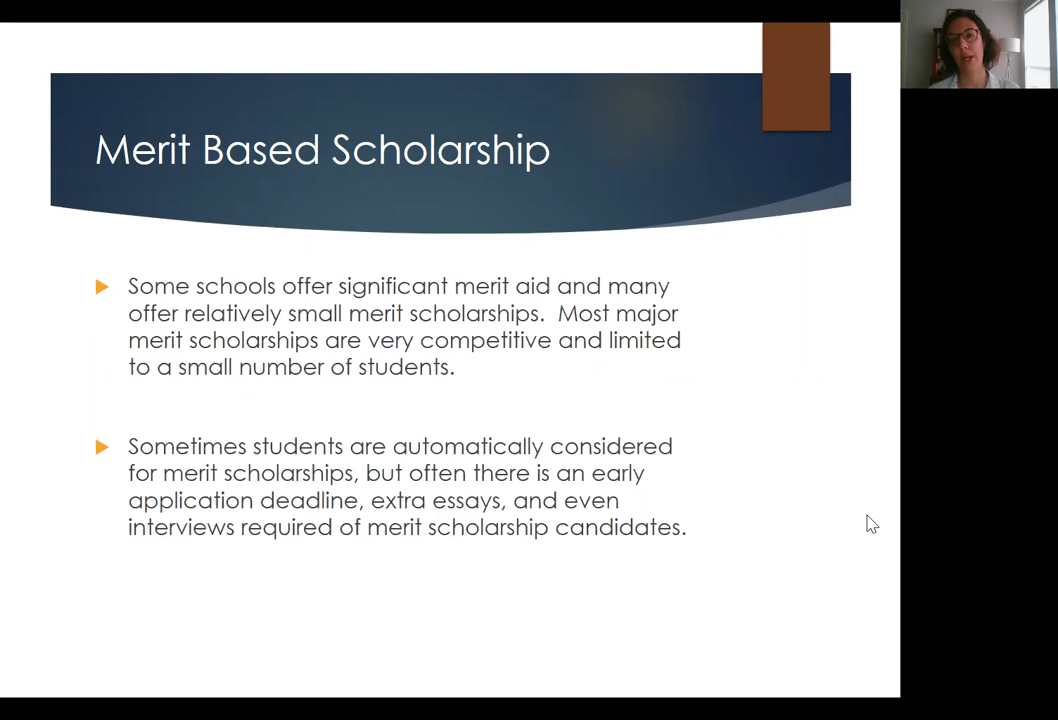 Merit Based Scholarship
Some schools offer significant merit aid and many
offer relatively small merit scholarships.  Most major
merit scholarships are very competitive and limited
to a small number of students.
Sometimes students are automatically considered
for merit scholarships, but often there is an early
application deadline, extra essays, and even
interviews required of merit scholarship candidates.